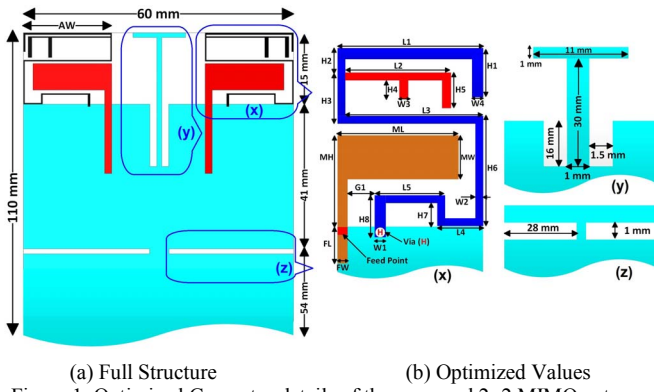 60 mm
AW
15 mm
(x)
(y)
110 mm
41 mm
(z)
54 mm
L1
H2
H1
L2
H4
H5
W3
W4
H3
L3
ML
MH
MW
H6
G1
L5
W2
H8
H7
L4
FL
H
Via (H)
W1
Feed Point
FW
(x)
11 mm
1 mm
30 mm
16 mm
1.5 mm
1 mm
(y)
28 mm
1 mm
(z)
(a) Full Structure
(b) Optimized Values